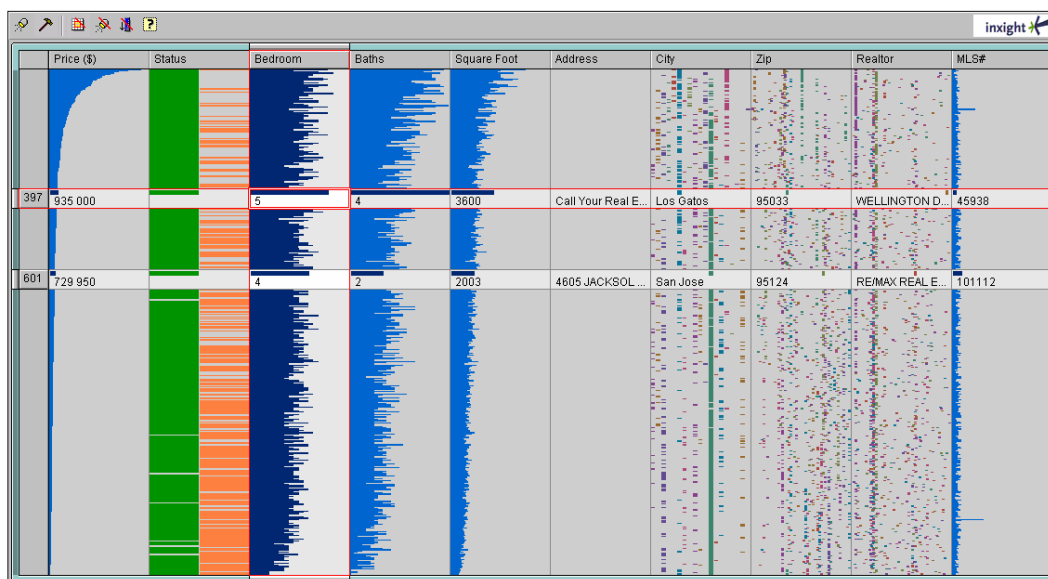 ?
inxight
Price ($) Status Bedroom Baths Square Foot Address City Zip Realtor MLS#
397 935 000 5 4 3600 Call Your Real E... Los Gatos 95033 WELLINGTON D... 45938
601 729 950 4 2 2003 4605 JACKSOL ... San Jose 95124 RE/MAX REAL E... 101112